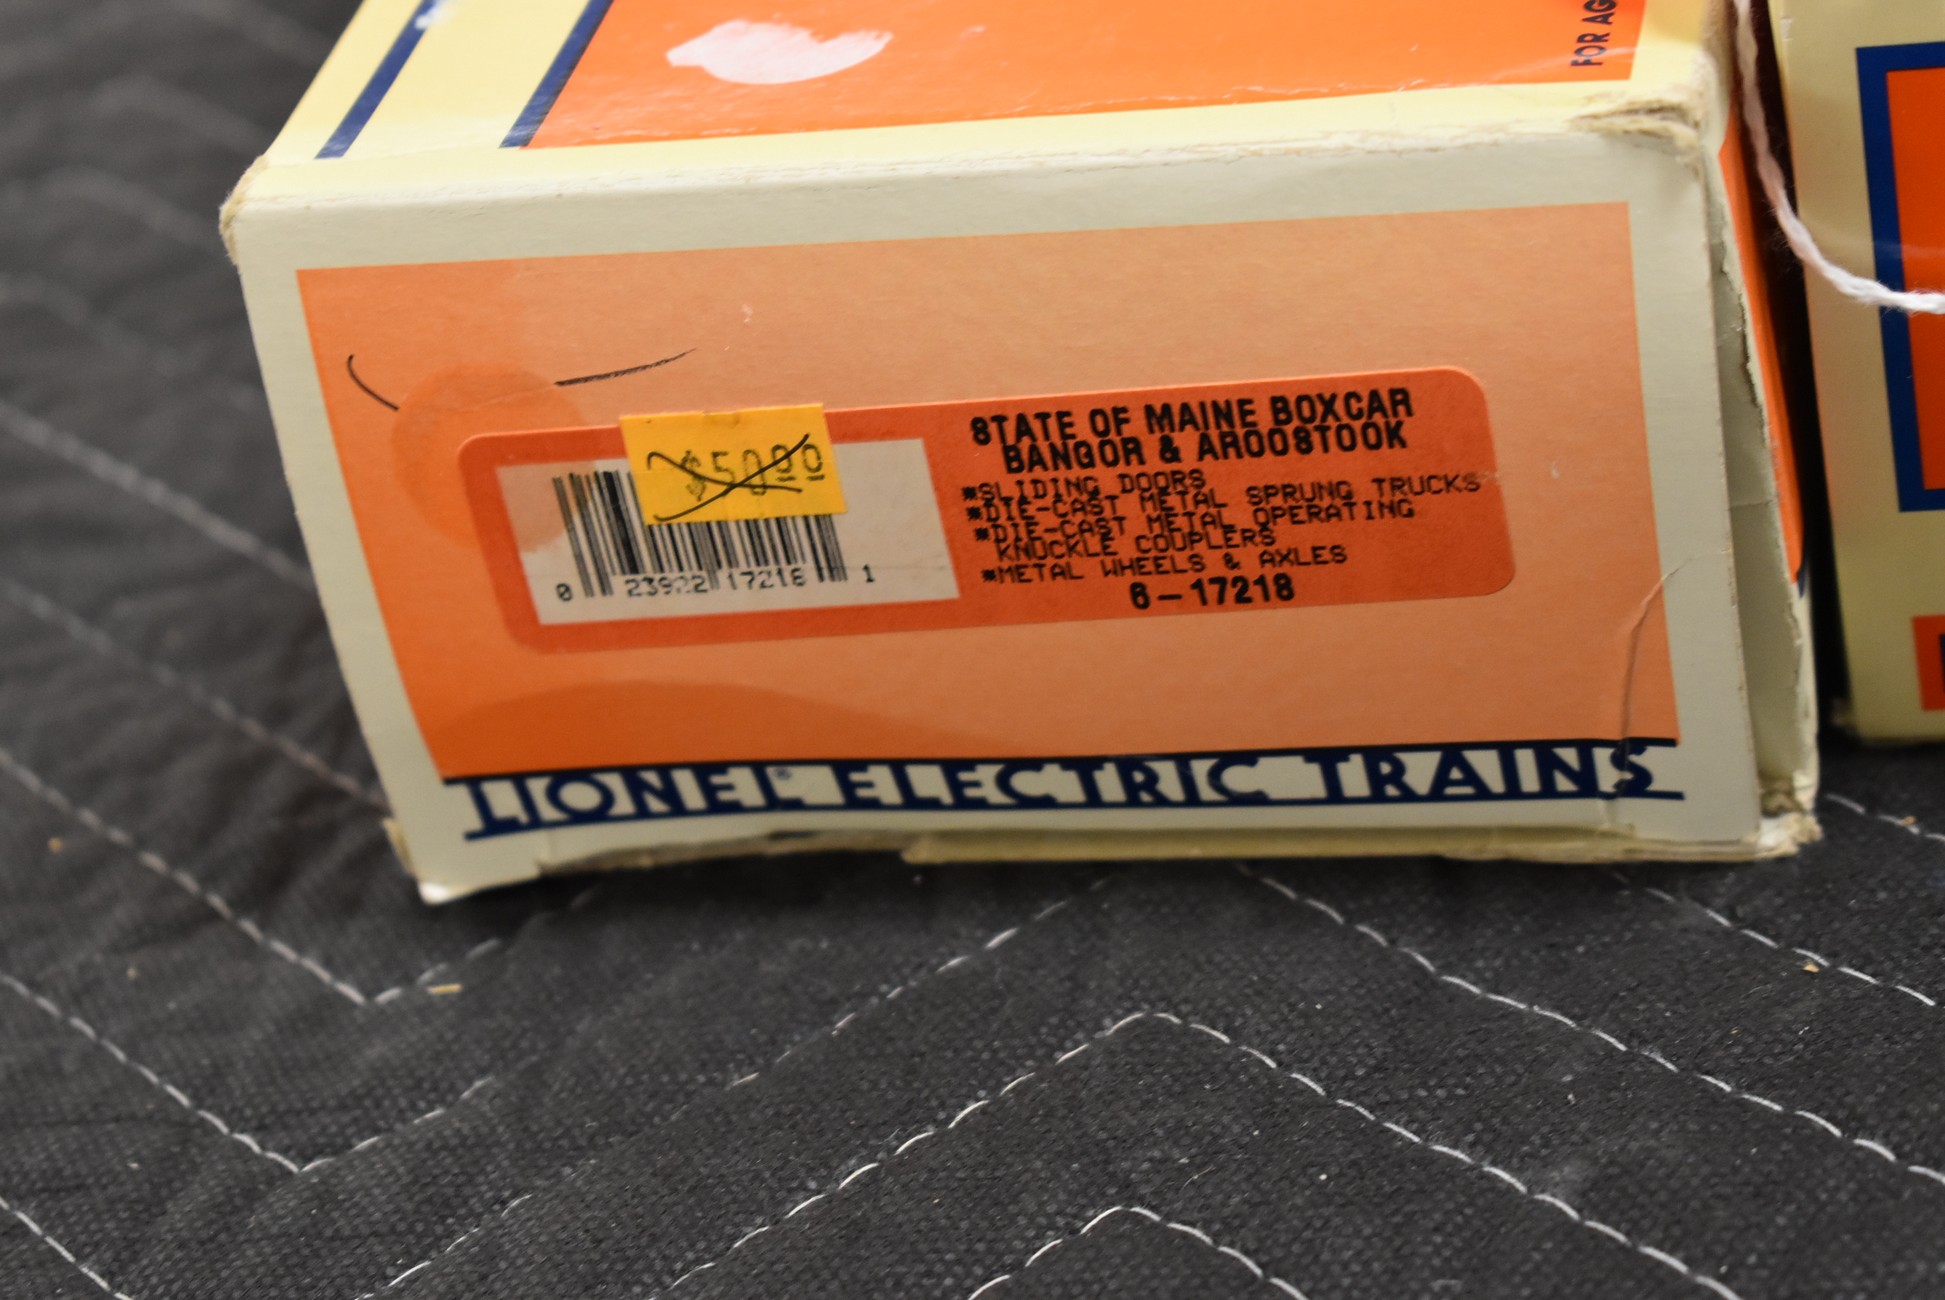 FOR AG
$50.00
STATE OF MAINE BOXCAR
BANGOR & AROOSTOOK
*SLIDING DOORS
*DIE-CAST METAL SPRUNG TRUCKS
*DIE-CAST METAL OPERATING
KNUCKLE COUPLERS
*METAL WHEELS & AXLES
6-17218
0 23922 17218 1
LIONEL® ELECTRIC TRAINS